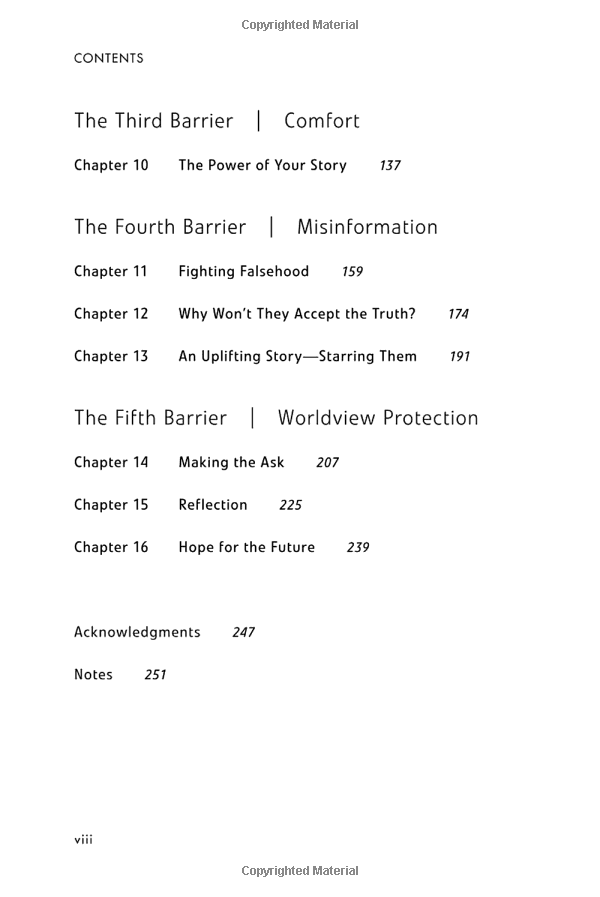 Copyrighted Material
CONTENTS
The Third Barrier | Comfort
Chapter 10 The Power of Your Story 137
The Fourth Barrier | Misinformation
Chapter 11 Fighting Falsehood 159
Chapter 12 Why Won't They Accept the Truth? 174
Chapter 13 An Uplifting Story—Starring Them 191
The Fifth Barrier | Worldview Protection
Chapter 14 Making the Ask 207
Chapter 15 Reflection 225
Chapter 16 Hope for the Future 239
Acknowledgments 247
Notes 251
viii
Copyrighted Material